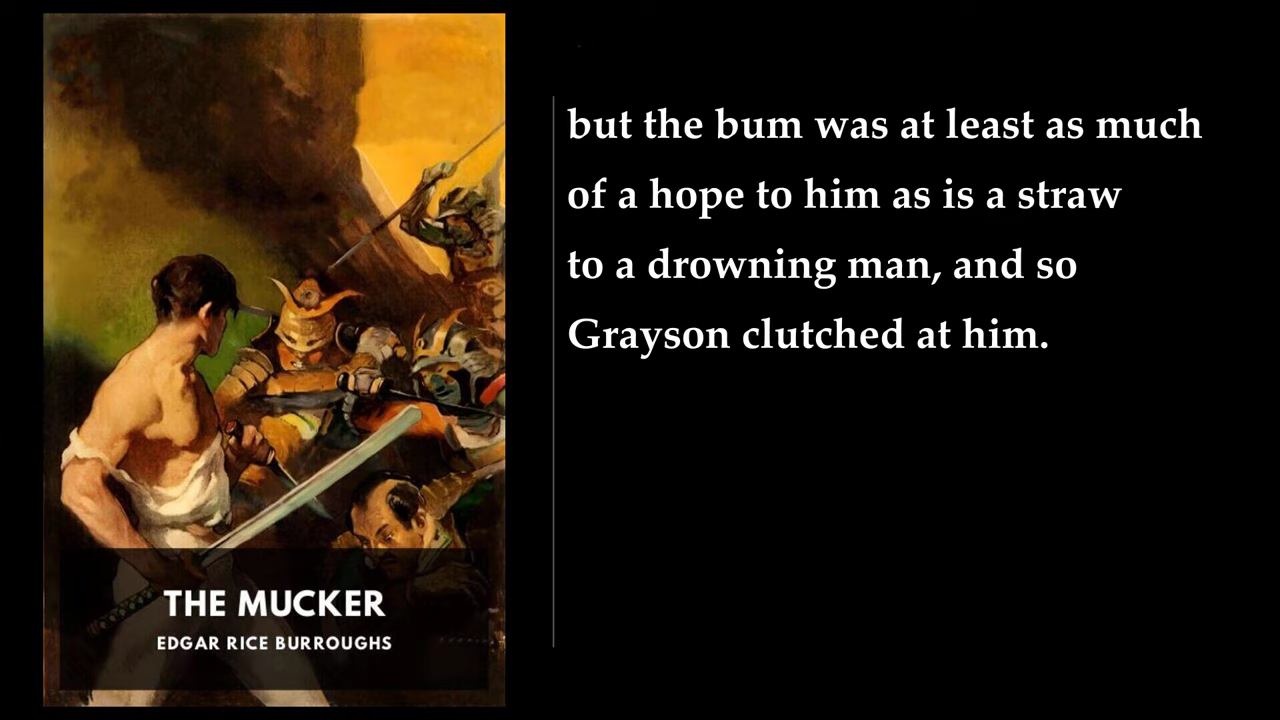 but the bum was at least as much
of a hope to him as is a straw
to a drowning man, and so
Grayson clutched at him.
THE MUCKER
EDGAR RICE BURROUGHS